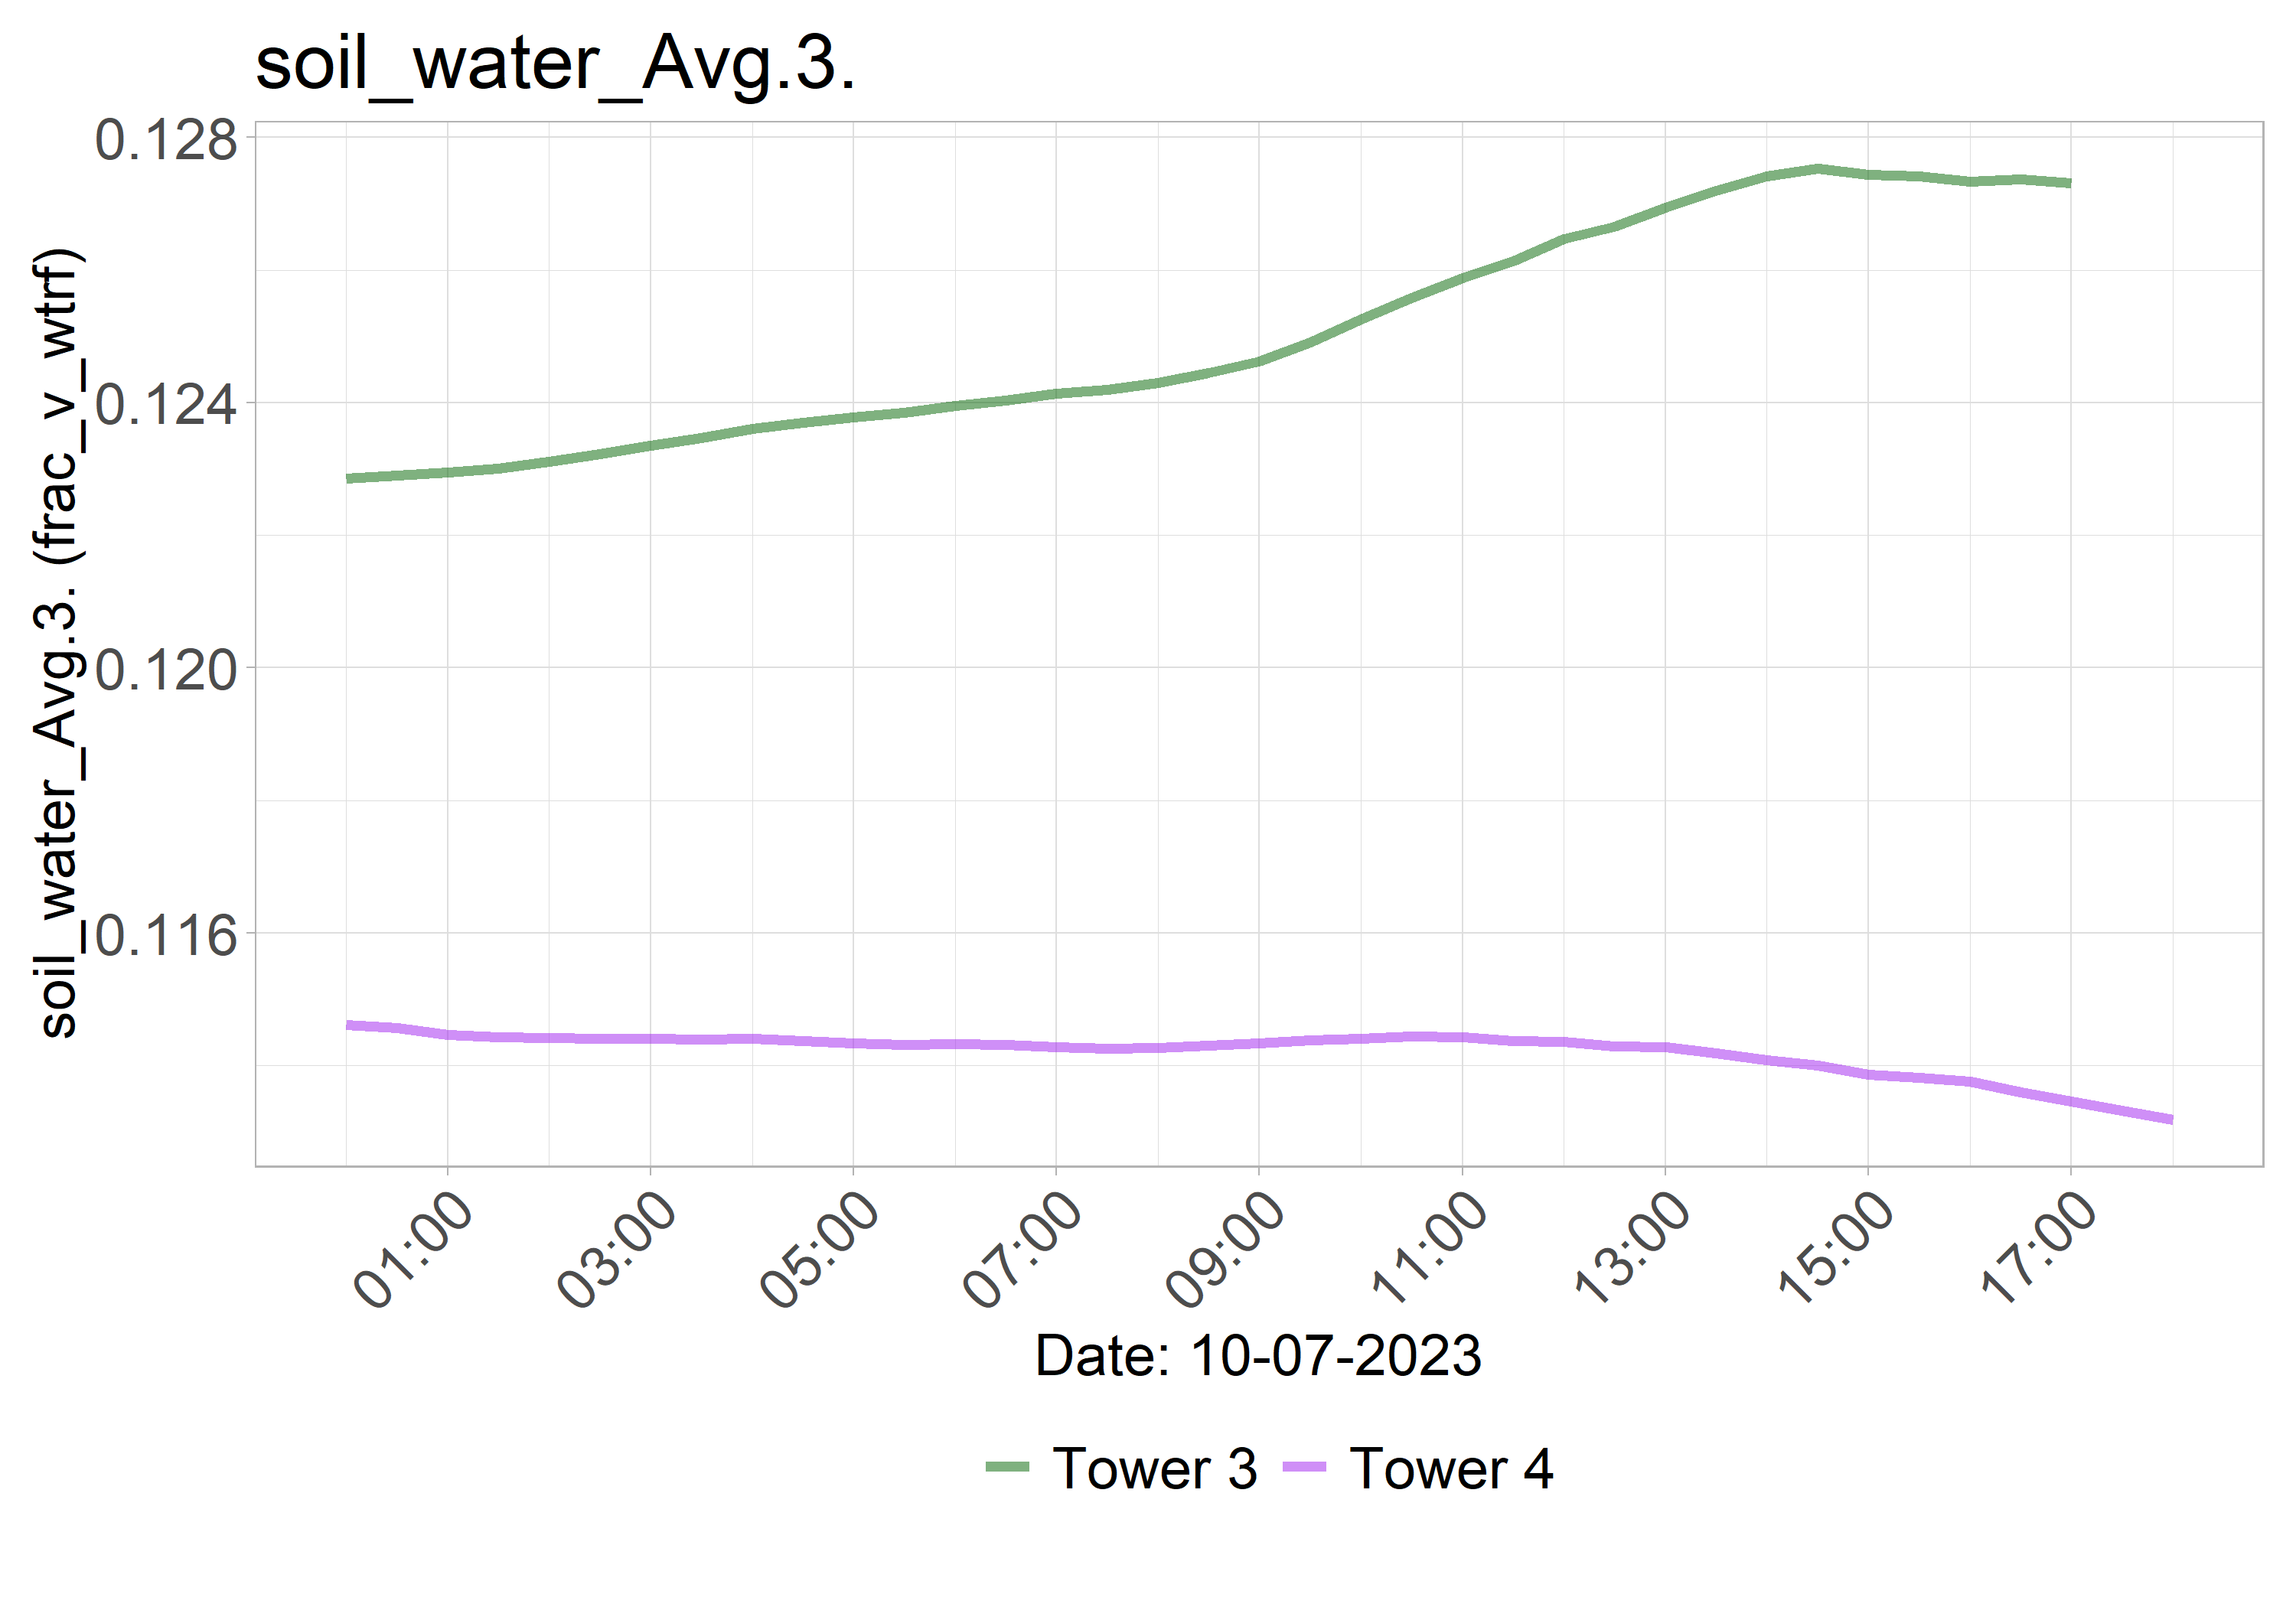 soil_water_Avg.3.
soil_water_Avg.3. (frac_v_wtrf)
0.128
0.124
0.120
0.116
01:00
03:00
05:00
07:00
09:00
11:00
13:00
15:00
17:00
Date: 10-07-2023
Tower 3
Tower 4